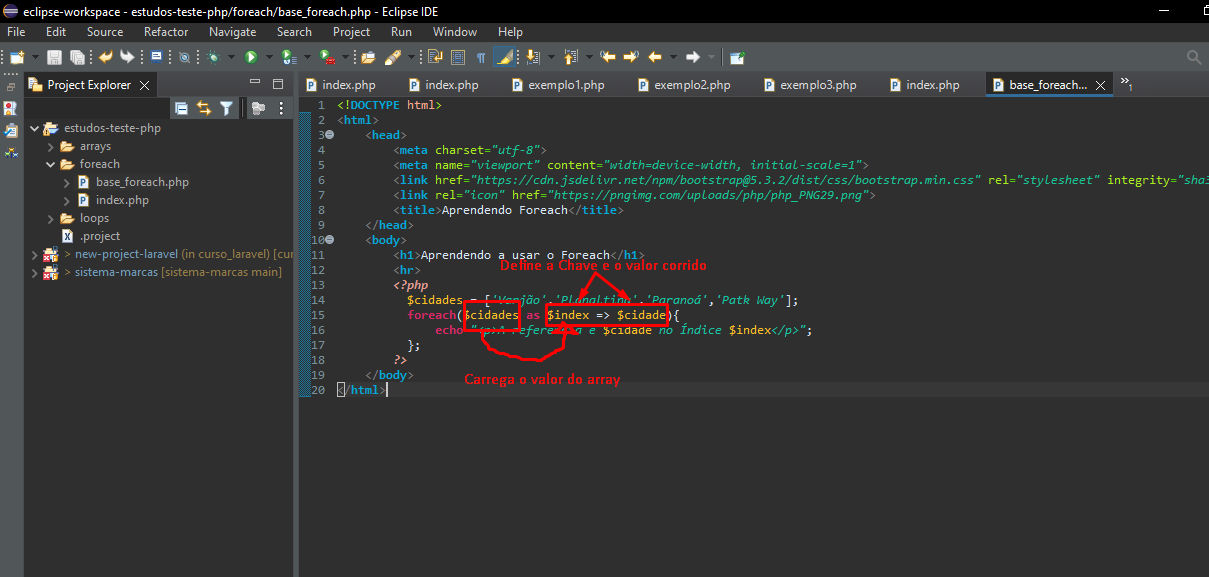 eclipse-workspace - estudos-teste-php/foreach/base_foreach.php - Eclipse IDE
File Edit Source Refactor Navigate Search Project Run Window Help
Project Explorer
index.php index.php exemplo1.php exemplo2.php exemplo3.php index.php base_foreach... »1
estudos-teste-php
arrays
foreach
base_foreach.php
index.php
loops
.project
> new-project-laravel (in curso_laravel) [cur
> sistema-marcas [sistema-marcas main]
1 <!DOCTYPE html>
2 <html>
3 <head>
4 <meta charset="utf-8">
5 <meta name="viewport" content="width=device-width, initial-scale=1">
6 <link href="https://cdn.jsdelivr.net/npm/bootstrap@5.3.2/dist/css/bootstrap.min.css" rel="stylesheet" integrity="sha3
7 <link rel="icon" href="https://pngimg.com/uploads/php/php_PNG29.png">
8 <title>Aprendendo Foreach</title>
9 </head>
10 <body>
11 <h1>Aprendendo a usar o Foreach</h1>
Define a Chave e o valor corrido
12 <hr>
13 <?php
14 $cidades = ['Varjão','Planaltina','Paranoá','Patk Way'];
15 foreach($cidades as $index => $cidade){
16 echo "<p>A referencia é $cidade no Índice $index</p>";
17 };
18 ?>
19 </body>
Carrega o valor do array
20 </html>